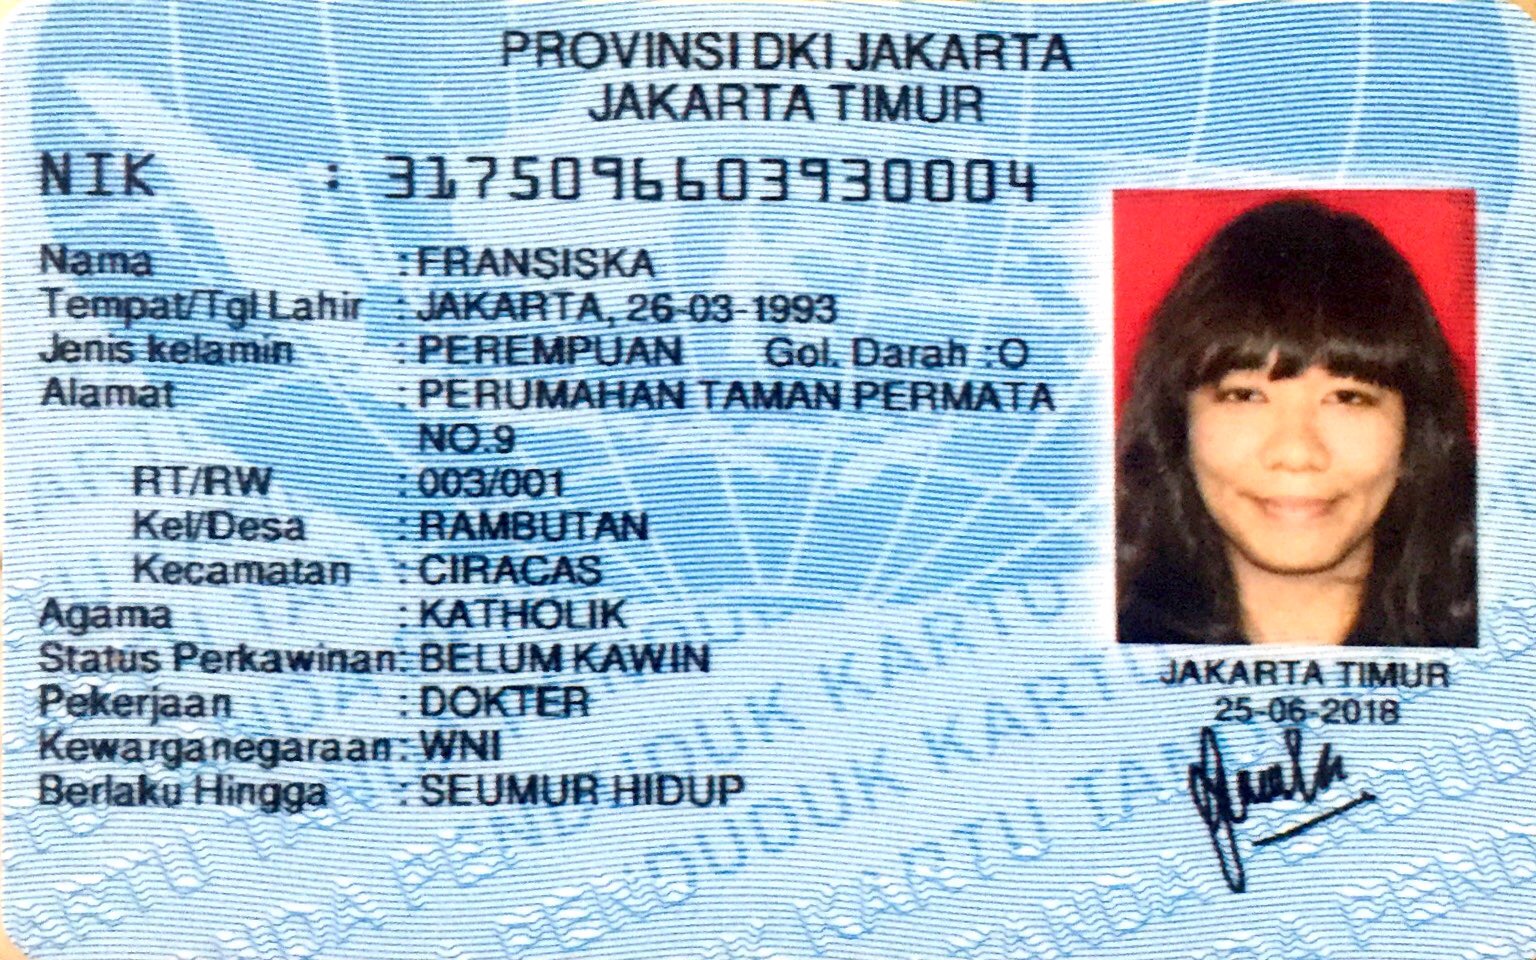 PROVINSI DKI JAKARTA
JAKARTA TIMUR
NIK : 3175096603930004
Nama : FRANSISKA
Tempat/Tgl Lahir : JAKARTA, 26-03-1993
Jenis kelamin : PEREMPUAN Gol. Darah : O
Alamat : PERUMAHAN TAMAN PERMATA
NO.9
RT/RW : 003/001
Kel/Desa : RAMBUTAN
Kecamatan : CIRACAS
Agama : KATHOLIK
Status Perkawinan: BELUM KAWIN
Pekerjaan : DOKTER
Kewarganegaraan: WNI
Berlaku Hingga : SEUMUR HIDUP
JAKARTA TIMUR
25-06-2018